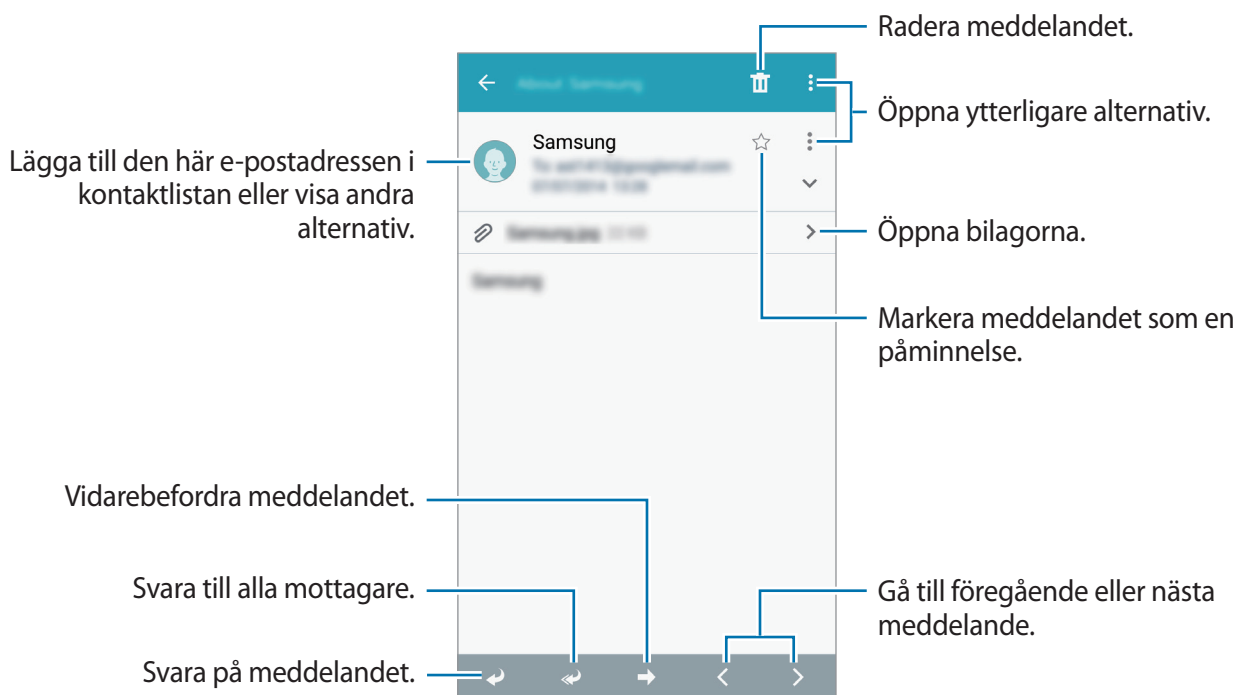 Radera meddelandet.
Öppna ytterligare alternativ.
Samsung
Lägga till den här e-postadressen i
kontaktlistan eller visa andra
alternativ.
Öppna bilagorna.
Markera meddelandet som en
påminnelse.
Vidarebefordra meddelandet.
Svara till alla mottagare.
Gå till föregående eller nästa
meddelande.
Svara på meddelandet.